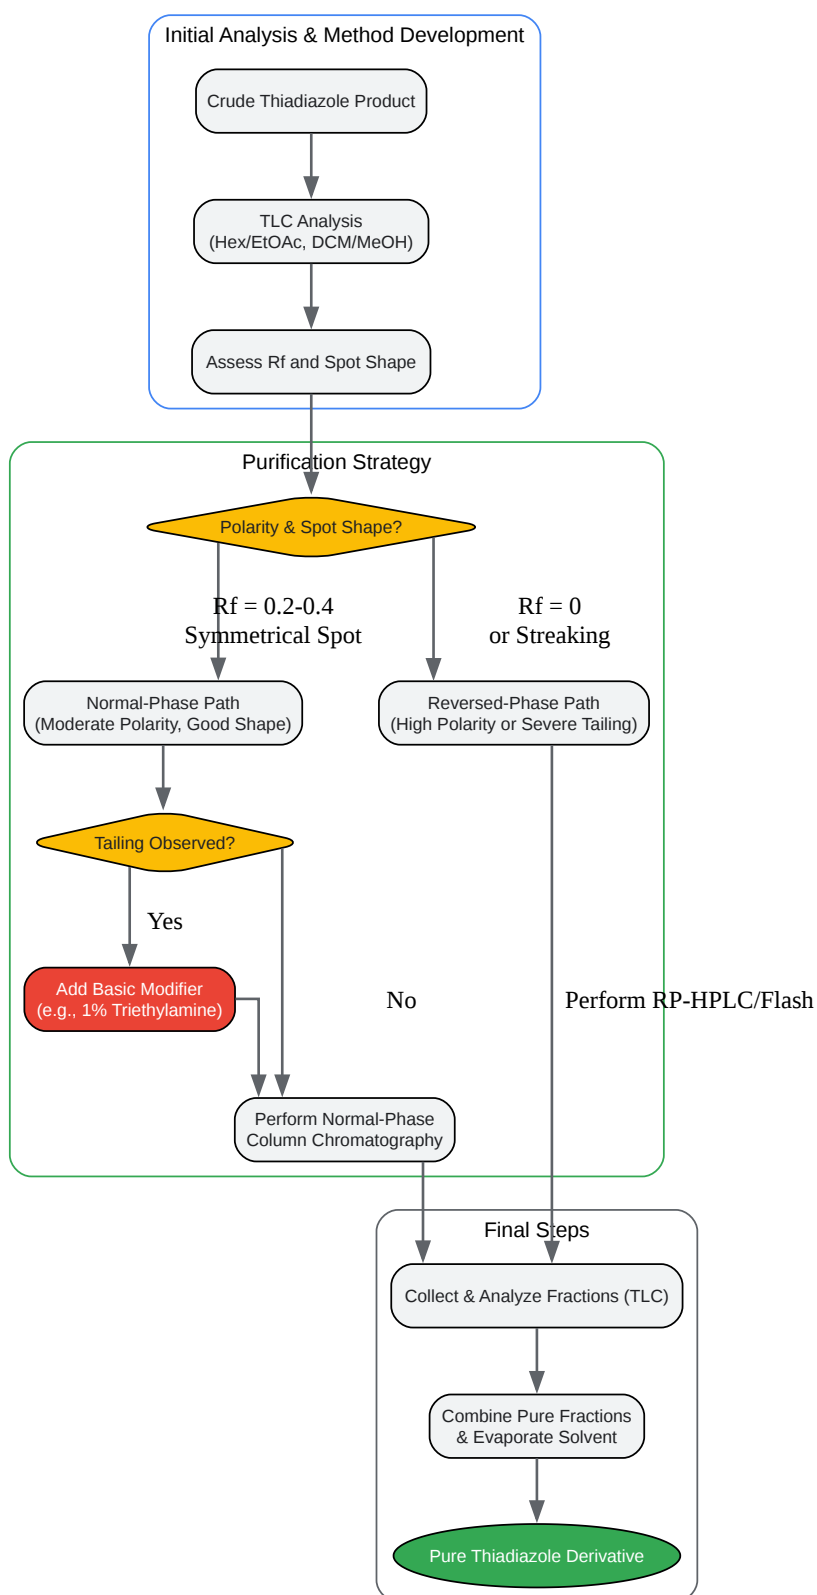 Initial Analysis & Method Development
Crude Thiadiazole Product
TLC Analysis
(Hex/EtOAc, DCM/MeOH)
Assess Rf and Spot Shape
Purification Strategy
Polarity & Spot Shape?
Rf = 0.2-0.4
Symmetrical Spot
Rf = 0
or Streaking
Normal-Phase Path
(Moderate Polarity, Good Shape)
Reversed-Phase Path
(High Polarity or Severe Tailing)
Tailing Observed?
Yes
Add Basic Modifier
(e.g., 1% Triethylamine)
No
Perform RP-HPLC/Flash
Perform Normal-Phase
Column Chromatography
Final Steps
Collect & Analyze Fractions (TLC)
Combine Pure Fractions
& Evaporate Solvent
Pure Thiadiazole Derivative